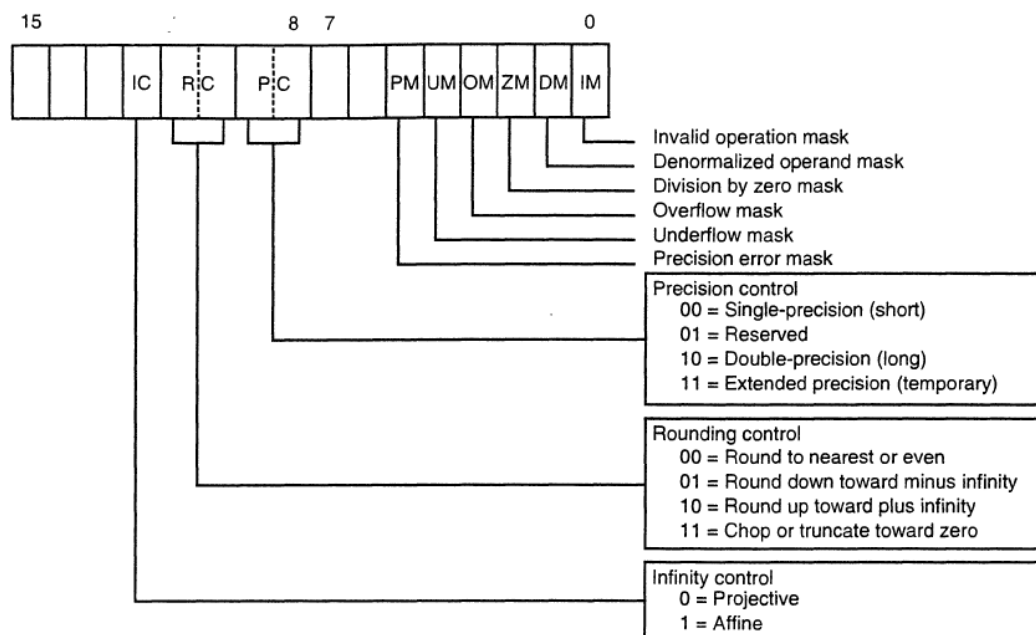 15 8 7 0
IC RC PC PM UM OM ZM DM IM
Invalid operation mask
Denormalized operand mask
Division by zero mask
Overflow mask
Underflow mask
Precision error mask
Precision control
00 = Single-precision (short)
01 = Reserved
10 = Double-precision (long)
11 = Extended precision (temporary)
Rounding control
00 = Round to nearest or even
01 = Round down toward minus infinity
10 = Round up toward plus infinity
11 = Chop or truncate toward zero
Infinity control
0 = Projective
1 = Affine